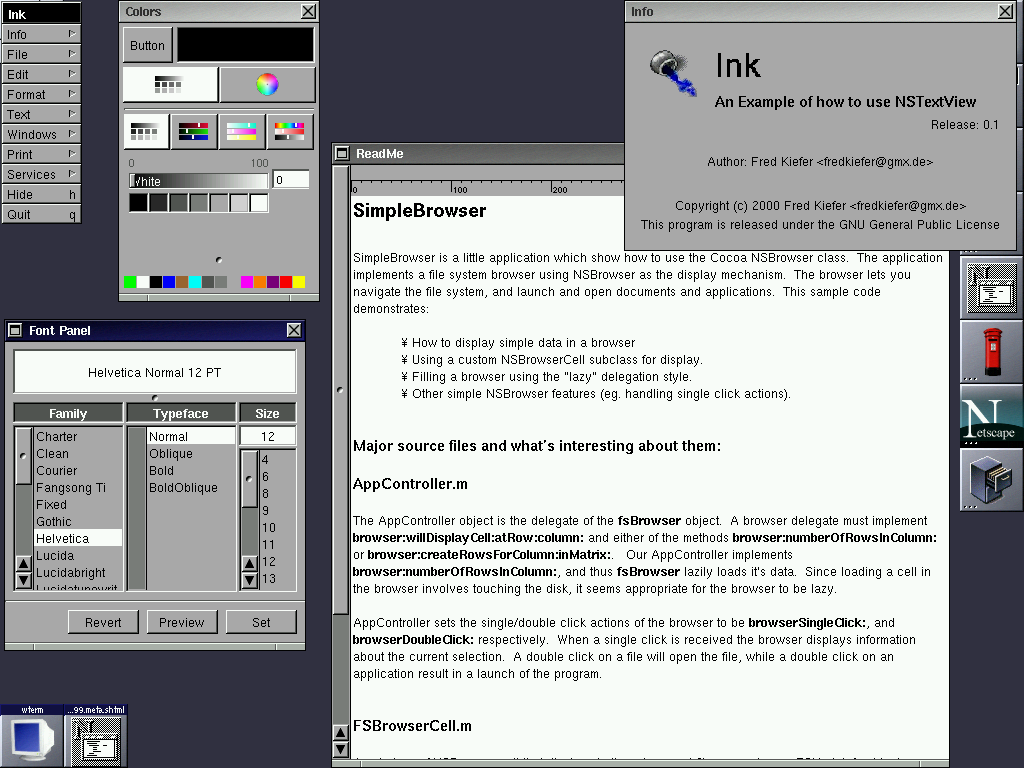 Ink
Info
File
Edit
Format
Text
Windows
Print
Services
Hide h
Quit q
Colors
Button
0 100
White
0
Font Panel
Helvetica Normal 12 PT
Family
Charter
Clean
Courier
Fangsong Ti
Fixed
Gothic
Helvetica
Lucida
Lucidabright
Lucidatypewrit
Typeface
Normal
Oblique
Bold
BoldOblique
Size
12
4
6
8
9
10
11
12
13
Revert Preview Set
Info
Ink
An Example of how to use NSTextView
Release: 0.1
Author: Fred Kiefer <fredkiefer@gmx.de>
Copyright (c) 2000 Fred Kiefer <fredkiefer@gmx.de>
This program is released under the GNU General Public License
ReadMe
0 100 200
SimpleBrowser
SimpleBrowser is a little application which show how to use the Cocoa NSBrowser class. The application
implements a file system browser using NSBrowser as the display mechanism. The browser lets you
navigate the file system, and launch and open documents and applications. This sample code
demonstrates:
¥ How to display simple data in a browser
¥ Using a custom NSBrowserCell subclass for display.
¥ Filling a browser using the "lazy" delegation style.
¥ Other simple NSBrowser features (eg. handling single click actions).
Major source files and what's interesting about them:
AppController.m
The AppController object is the delegate of the fsBrowser object. A browser delegate must implement
browser:willDisplayCell:atRow:column: and either of the methods browser:numberOfRowsInColumn:
or browser:createRowsForColumn:inMatrix:. Our AppController implements
browser:numberOfRowsInColumn:, and thus fsBrowser lazily loads it's data. Since loading a cell in
the browser involves touching the disk, it seems appropriate for the browser to be lazy.
AppController sets the single/double click actions of the browser to be browserSingleClick:, and
browserDoubleClick: respectively. When a single click is received the browser displays information
about the current selection. A double click on a file will open the file, while a double click on an
application result in a launch of the program.
FSBrowserCell.m
N
Netscape
wterm
...99.meta.shtml
N